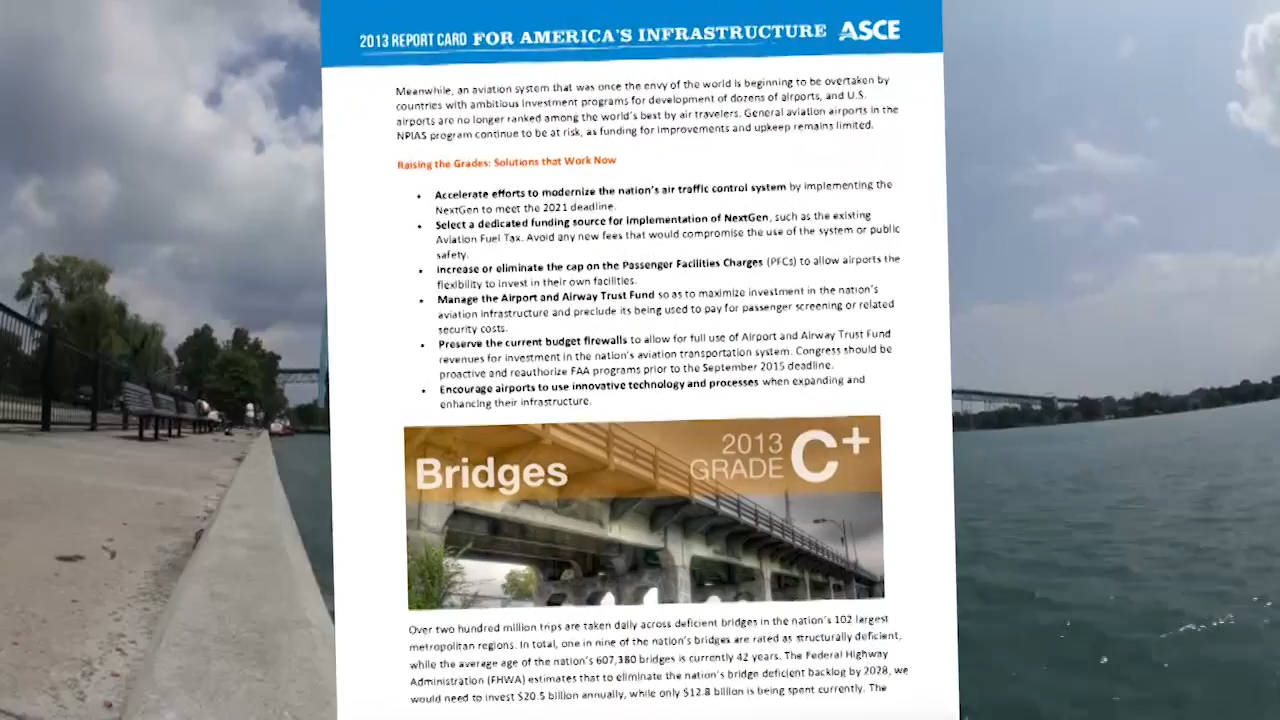 2013 REPORT CARD FOR AMERICA'S INFRASTRUCTURE ASCE
Meanwhile, an aviation system that was once the envy of the world is beginning to be overtaken by
countries with ambitious investment programs for development of dozens of airports, and U.S.
airports are no longer ranked among the world's best by air travelers. General aviation airports in the
NPIAS program continue to be at risk, as funding for improvements and upkeep remains limited.
Raising the Grades: Solutions that Work Now
• Accelerate efforts to modernize the nation's air traffic control system by implementing the
NextGen to meet the 2021 deadline.
• Select a dedicated funding source for implementation of NextGen, such as the existing
Aviation Fuel Tax. Avoid any new fees that would compromise the use of the system or public
safety.
• Increase or eliminate the cap on the Passenger Facilities Charges (PFCs) to allow airports the
flexibility to invest in their own facilities.
• Manage the Airport and Airway Trust Fund so as to maximize investment in the nation's
aviation infrastructure and preclude its being used to pay for passenger screening or related
security costs.
• Preserve the current budget firewalls to allow for full use of Airport and Airway Trust Fund
revenues for investment in the nation's aviation transportation system. Congress should be
proactive and reauthorize FAA programs prior to the September 2015 deadline.
• Encourage airports to use innovative technology and processes when expanding and
enhancing their infrastructure.
Bridges
2013
GRADE C+
Over two hundred million trips are taken daily across deficient bridges in the nation's 102 largest
metropolitan regions. In total, one in nine of the nation's bridges are rated as structurally deficient,
while the average age of the nation's 607,380 bridges is currently 42 years. The Federal Highway
Administration (FHWA) estimates that to eliminate the nation's bridge deficient backlog by 2028, we
would need to invest $20.5 billion annually, while only $12.8 billion is being spent currently. The